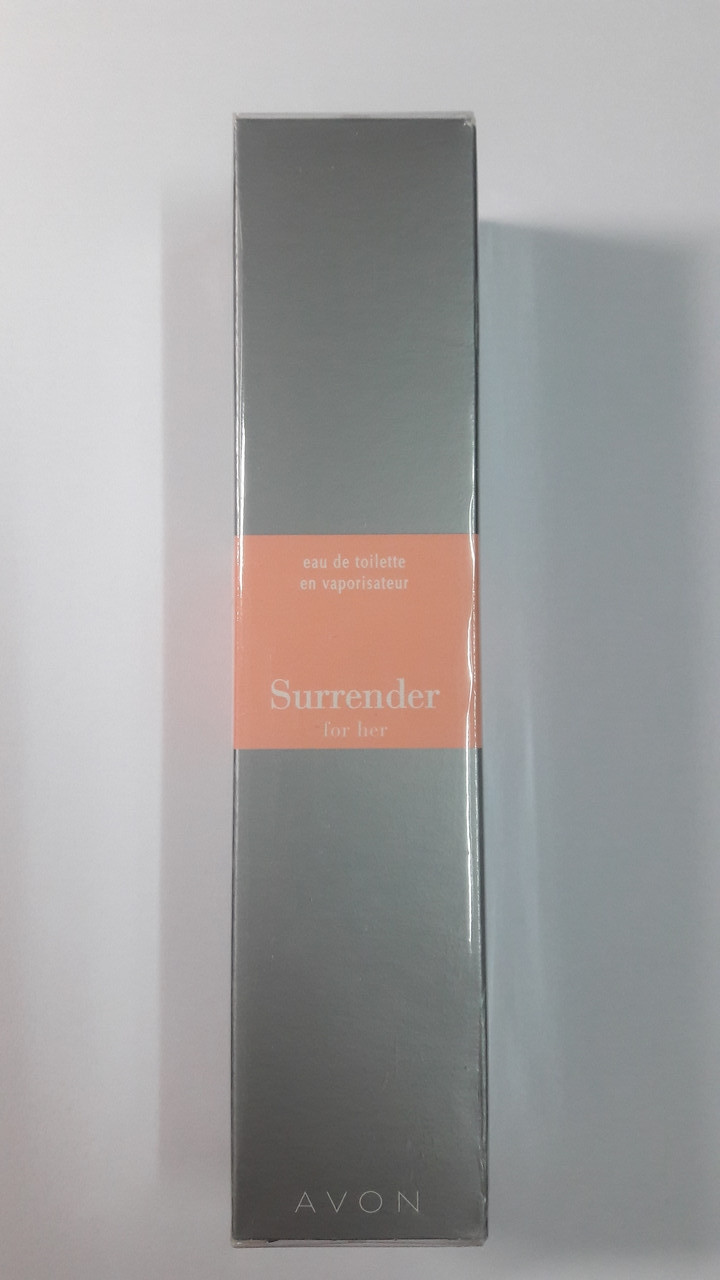 eau de toilette
en vaporisateur
Surrender
for her
AVON